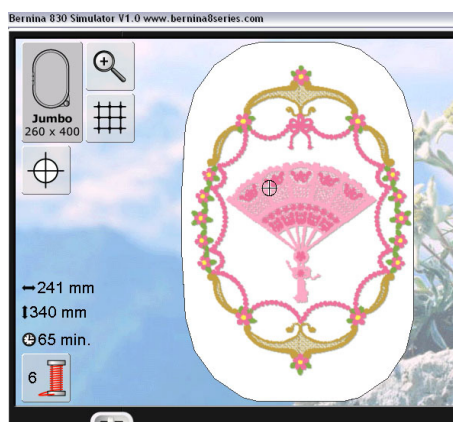 Bernina 830 Simulator V1.0 www.bernina8series.com
Jumbo
260 x 400
241 mm
340 mm
65 min.
6